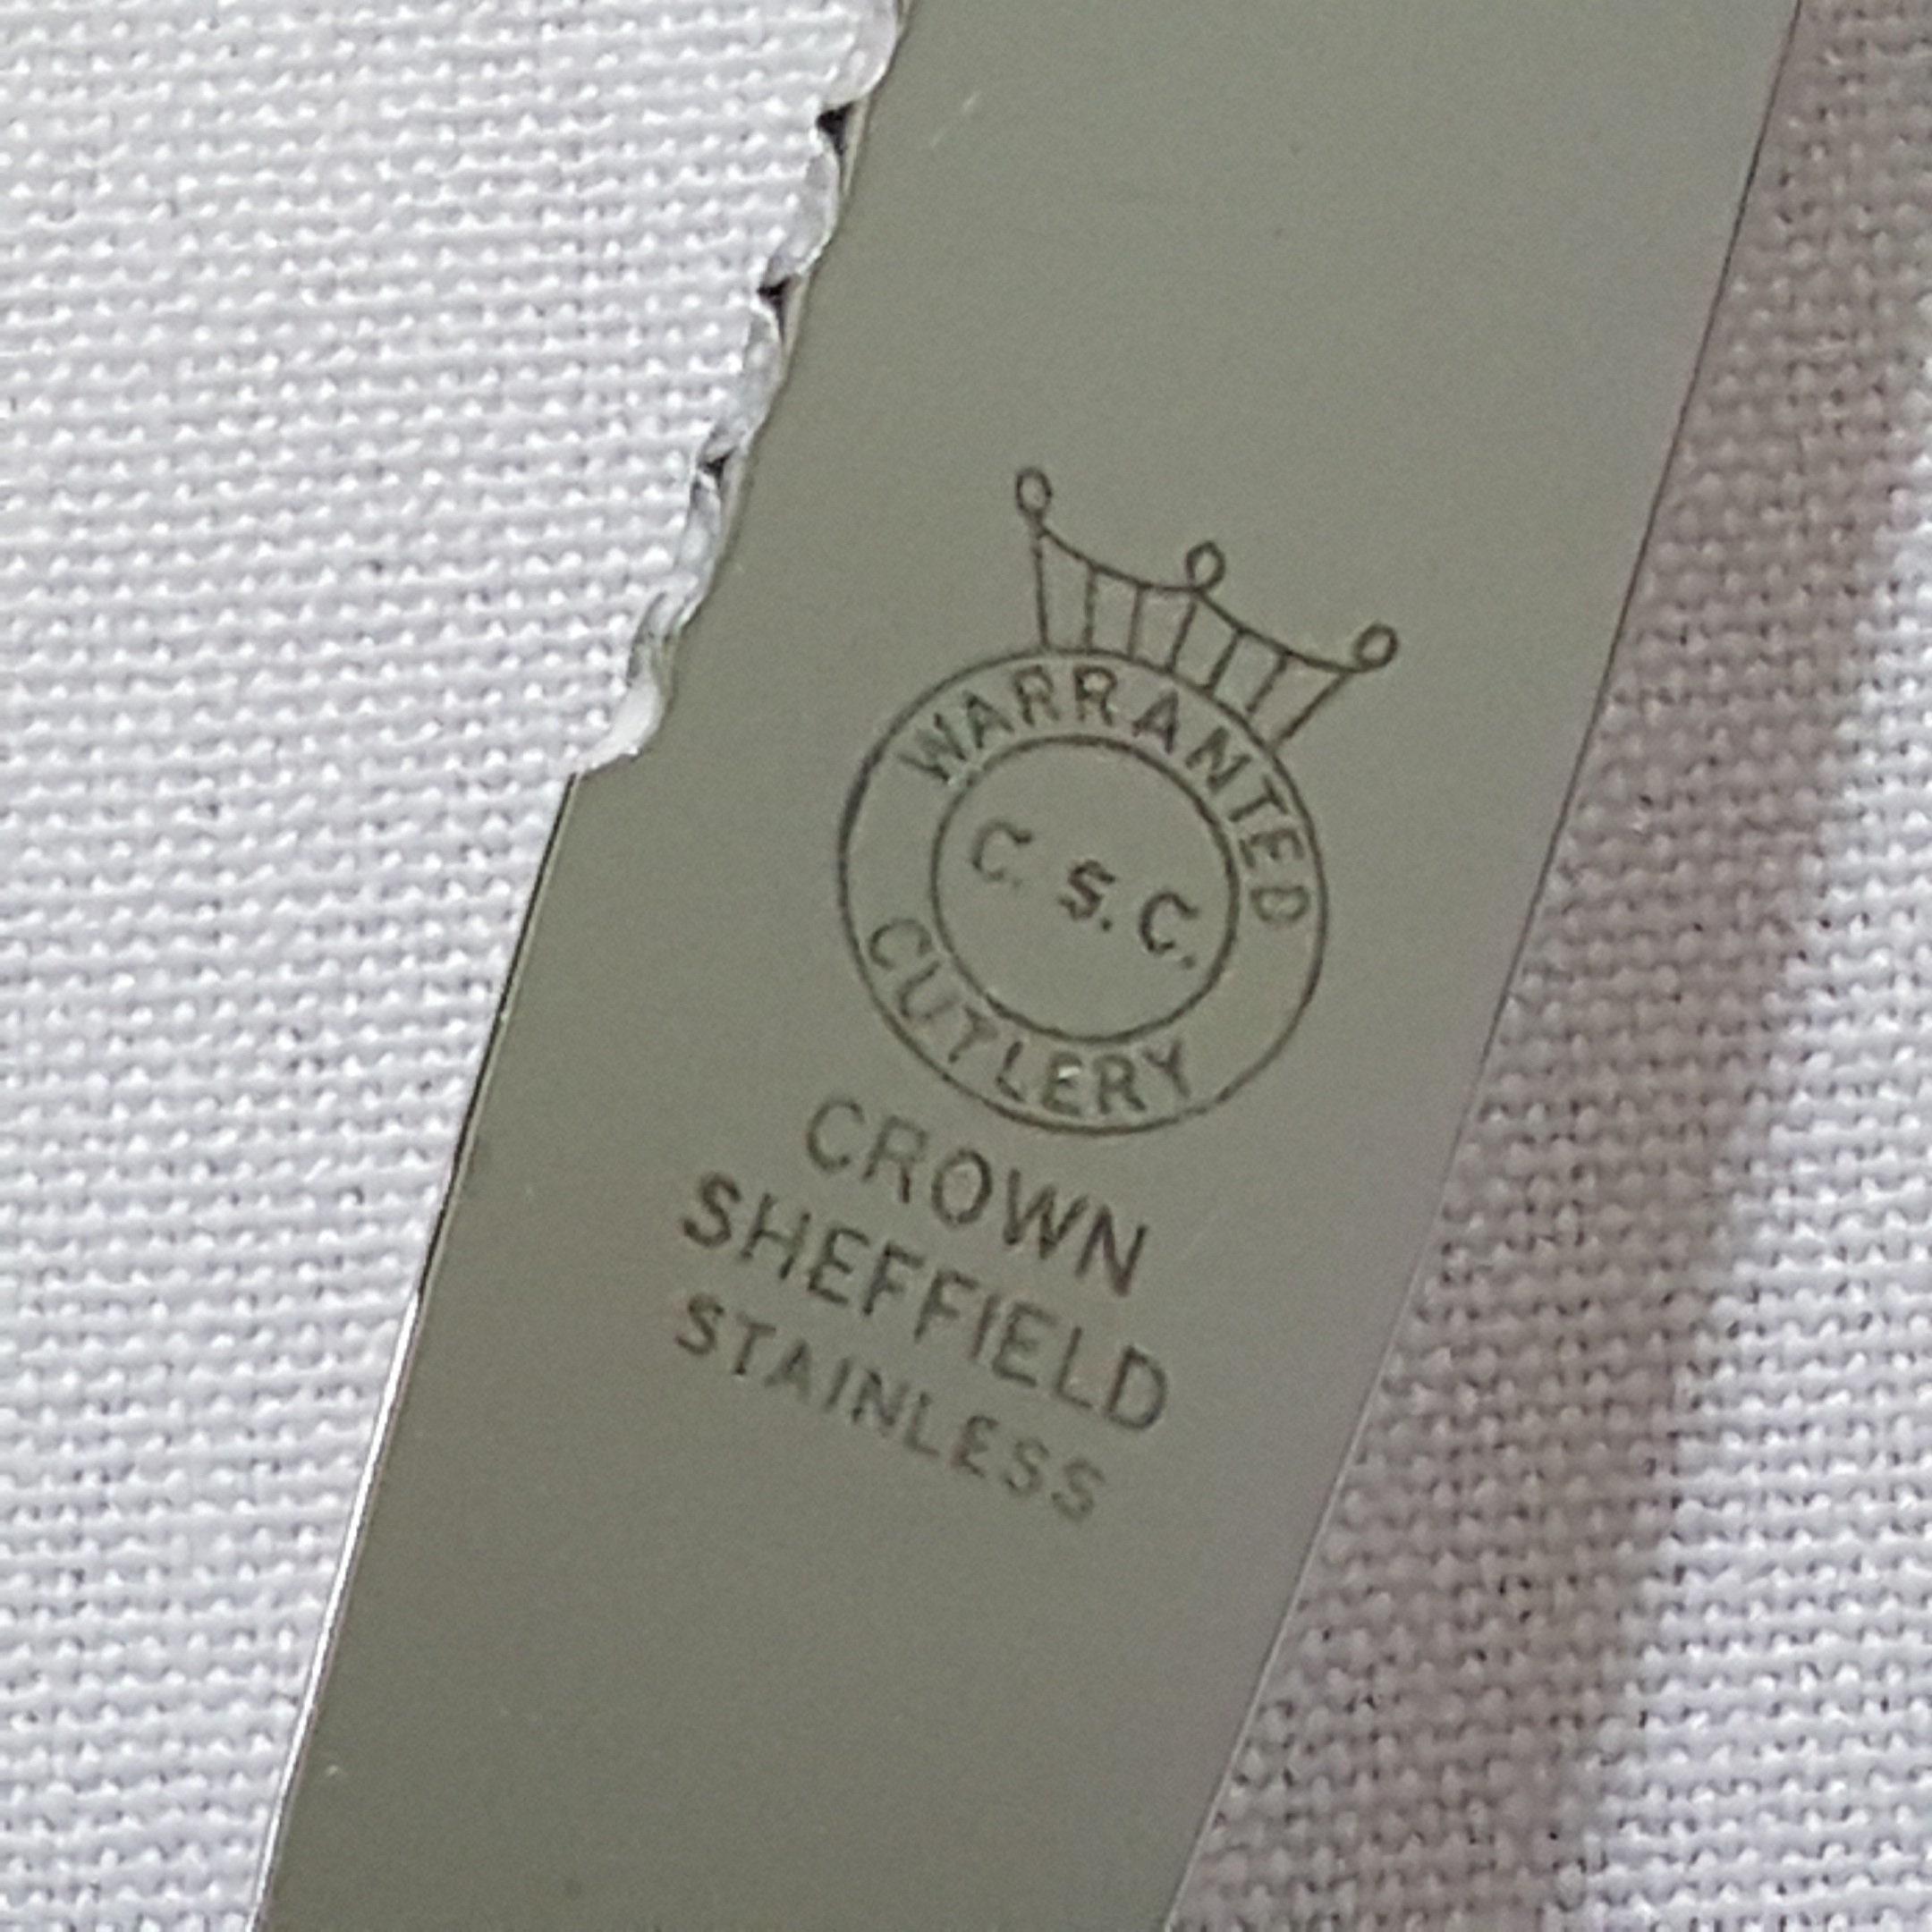 WARRANTED
C. S. C.
CUTLERY
CROWN
SHEFFIELD
STAINLESS